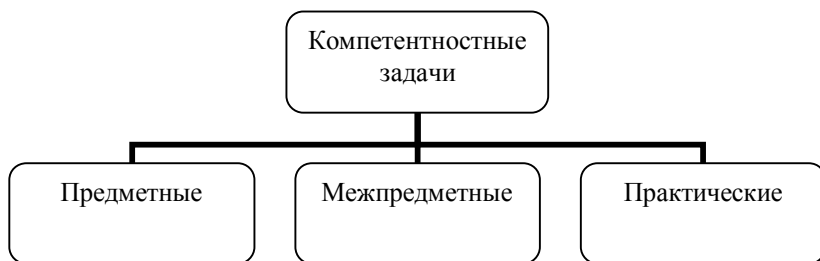 Компетентностные
задачи
Предметные
Межпредметные
Практические